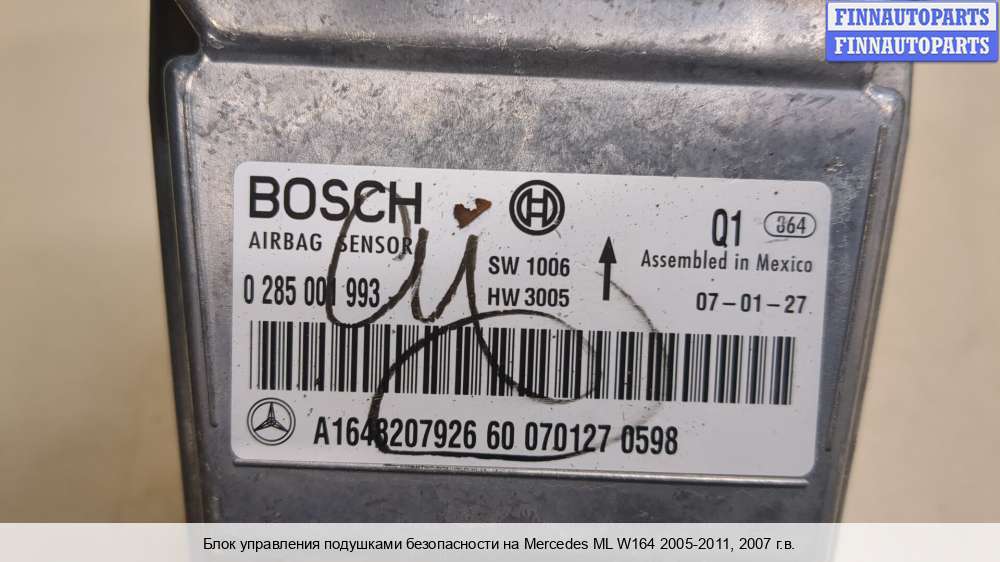 FINNAUTOPARTS
FINNAUTOPARTS
BOSCH
Q1 864
AIRBAG SENSOR
SW 1006
Assembled in Mexico
0 285 001 993
HW 3005
07-01-27
A1648207926 60 070127 0598
Блок управления подушками безопасности на Mercedes ML W164 2005-2011, 2007 г.в.